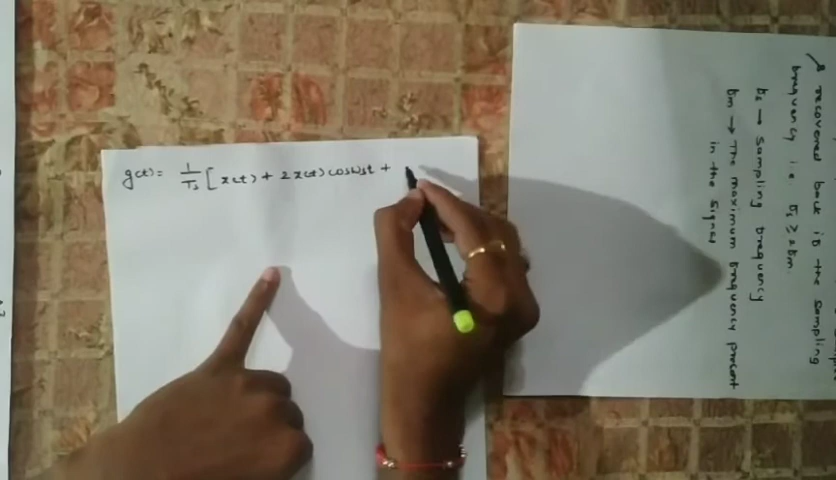 g(t) = 1/Ts [ x(t) + 2x(t) cosωst +
recovered back is the sampling
frequency i.e. fs ≥ 2fm.
fs → Sampling frequency
fm → The maximum frequency present
in the signal